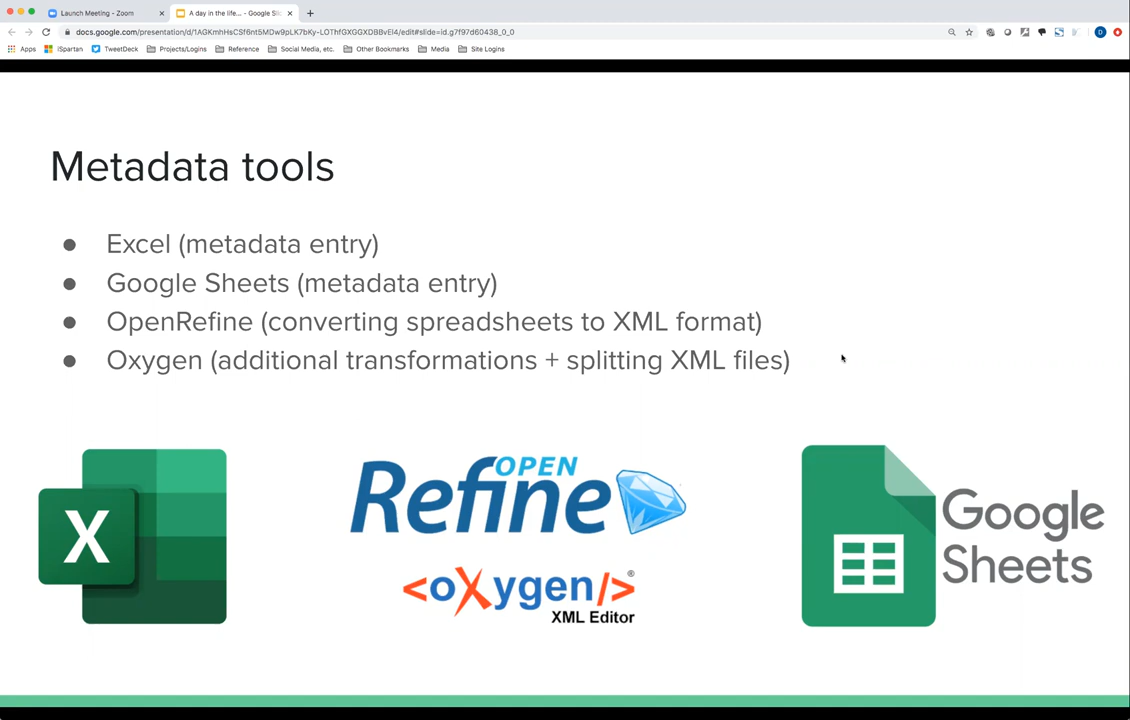 Launch Meeting - Zoom
A day in the life... - Google Sli
docs.google.com/presentation/d/1AGKmhHsCSf6nt5MDw9pLK7bKy-LOThfGXGGXDBBvEI4/edit#slide=id.g7f97d60438_0_0
Apps iSpartan TweetDeck Projects/Logins Reference Social Media, etc. Other Bookmarks Media Site Logins
Metadata tools
● Excel (metadata entry)
● Google Sheets (metadata entry)
● OpenRefine (converting spreadsheets to XML format)
● Oxygen (additional transformations + splitting XML files)
X
OPEN
Refine
<oXygen/>®
XML Editor
Google
Sheets